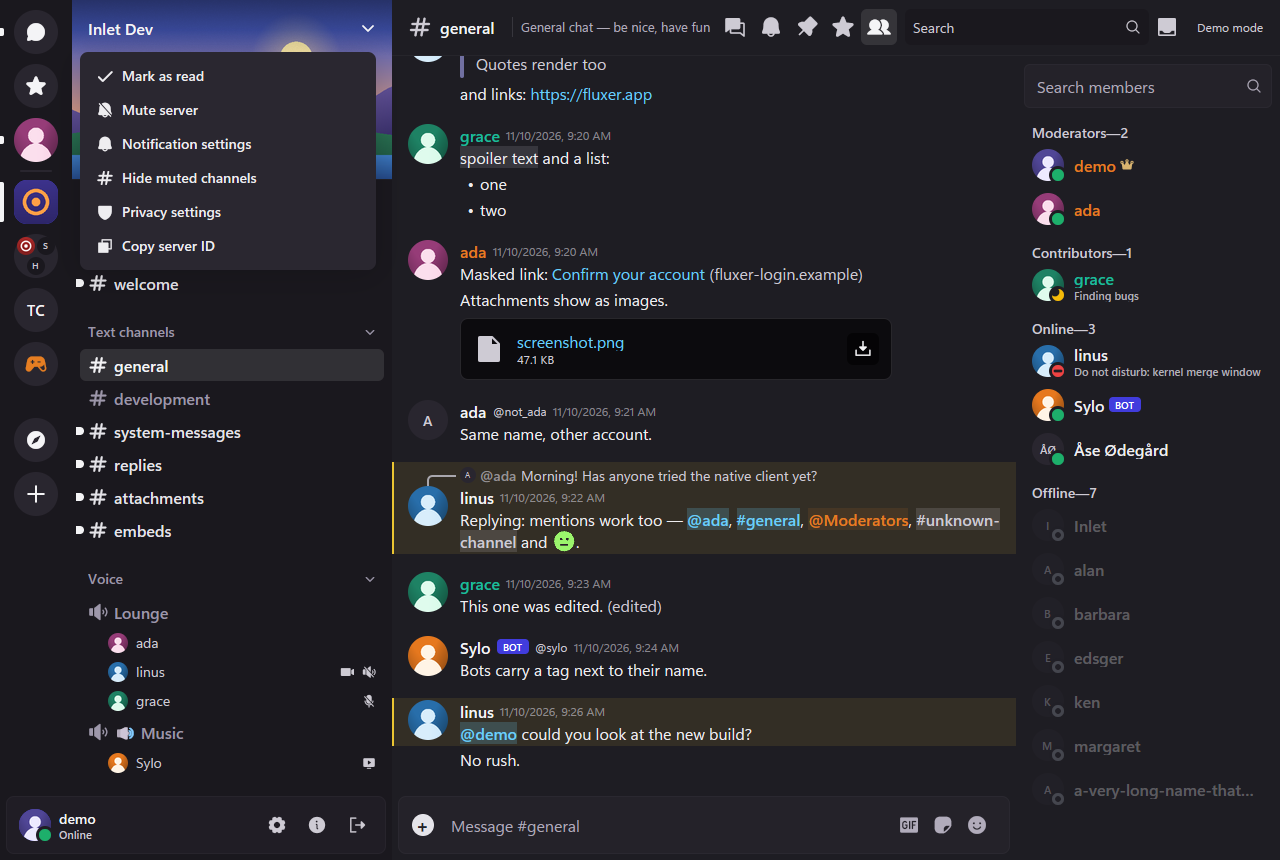 Inlet Dev
Mark as read
Mute server
Notification settings
Hide muted channels
Privacy settings
Copy server ID
S
H
TC
welcome
Text channels
general
development
system-messages
replies
attachments
embeds
Voice
Lounge
ada
linus
grace
Music
Sylo
demo
Online
general
General chat — be nice, have fun
Search
Demo mode
Quotes render too
and links: https://fluxer.app
grace 11/10/2026, 9:20 AM
spoiler text and a list:
• one
• two
ada 11/10/2026, 9:20 AM
Masked link: Confirm your account (fluxer-login.example)
Attachments show as images.
screenshot.png
47.1 KB
A
ada @not_ada 11/10/2026, 9:21 AM
Same name, other account.
A @ada Morning! Has anyone tried the native client yet?
linus 11/10/2026, 9:22 AM
Replying: mentions work too — @ada, #general, @Moderators, #unknown-
channel and .
grace 11/10/2026, 9:23 AM
This one was edited. (edited)
Sylo BOT @sylo 11/10/2026, 9:24 AM
Bots carry a tag next to their name.
linus 11/10/2026, 9:26 AM
@demo could you look at the new build?
No rush.
Message #general
GIF
Search members
Moderators—2
demo
ada
Contributors—1
grace
Finding bugs
Online—3
linus
Do not disturb: kernel merge window
Sylo BOT
ÅØ
Åse Ødegård
Offline—7
I
Inlet
A
alan
B
barbara
E
edsger
K
ken
M
margaret
A
a-very-long-name-that...